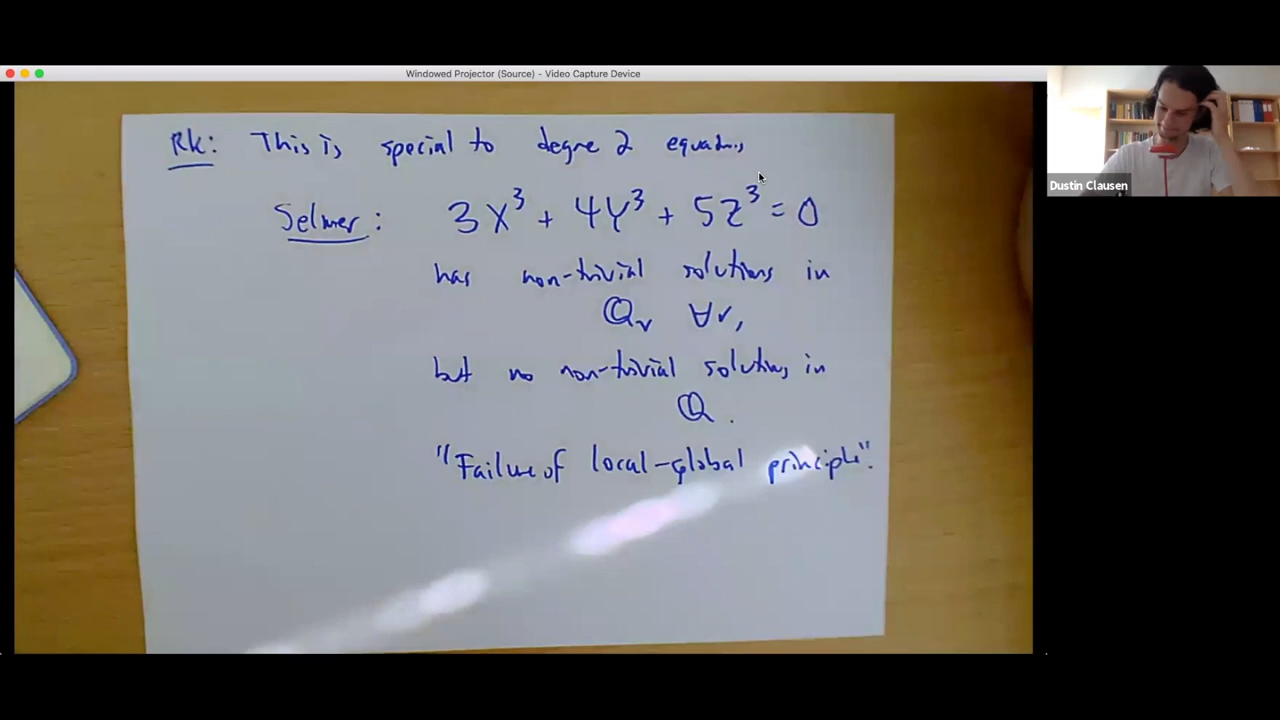 Windowed Projector (Source) - Video Capture Device
Rk: This is special to degre 2 equations
Selmer: 3X³ + 4Y³ + 5Z³ = 0
has non-trivial solutions in
ℚᵥ ∀v,
but no non-trivial solutions in
ℚ.
"Failure of local-global principle".
Dustin Clausen